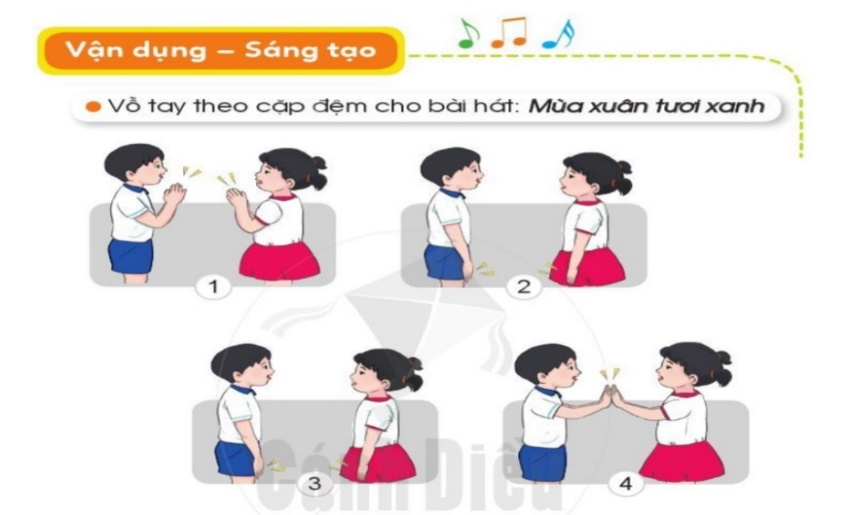 Vận dụng – Sáng tạo
● Vỗ tay theo cặp đệm cho bài hát: Mùa xuân tươi xanh
1
2
3
4
Cánh Diều